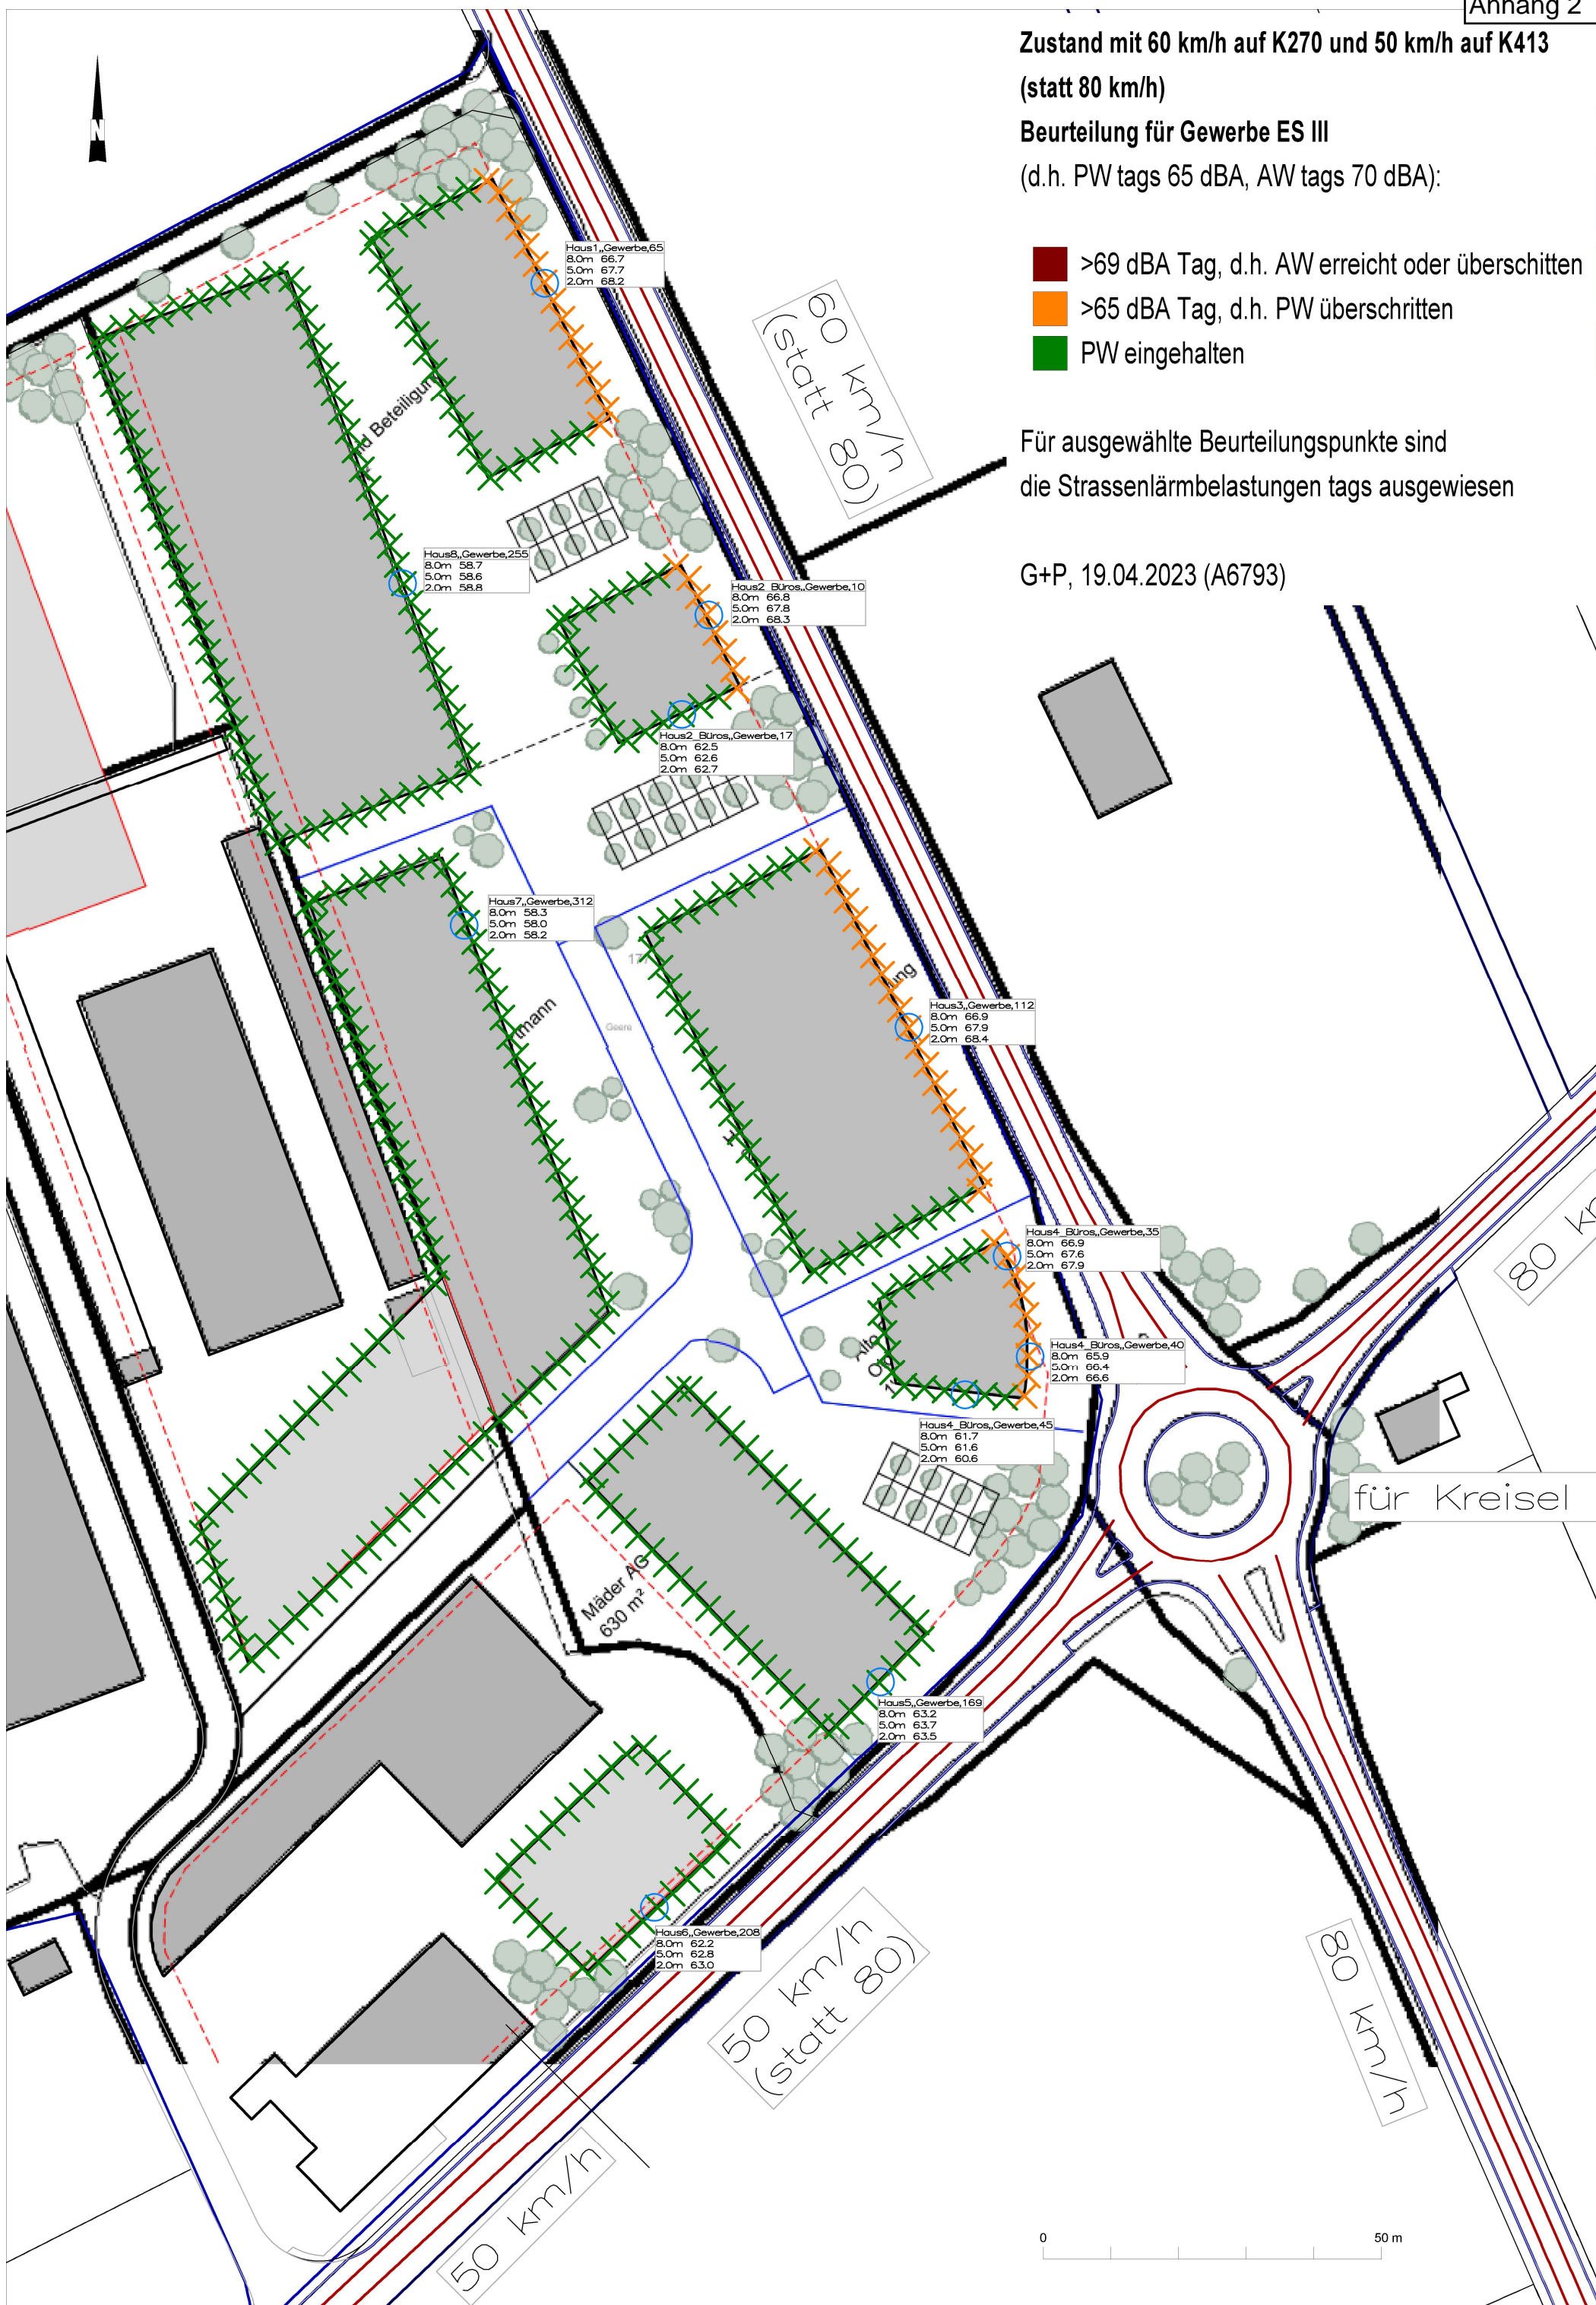 Anhang 2
Zustand mit 60 km/h auf K270 und 50 km/h auf K413
(statt 80 km/h)
Beurteilung für Gewerbe ES III
(d.h. PW tags 65 dBA, AW tags 70 dBA):
>69 dBA Tag, d.h. AW erreicht oder überschitten
>65 dBA Tag, d.h. PW überschritten
PW eingehalten
Für ausgewählte Beurteilungspunkte sind
die Strassenlärmbelastungen tags ausgewiesen
G+P, 19.04.2023 (A6793)
N
Haus1,,Gewerbe,65
8.0m 66.7
5.0m 67.7
2.0m 68.2
60 km/h
(statt 80)
d Beteiligun
Haus8,,Gewerbe,255
8.0m 58.7
5.0m 58.6
2.0m 58.8
Haus2_Büros,,Gewerbe,10
8.0m 66.8
5.0m 67.8
2.0m 68.3
Haus2_Büros,,Gewerbe,17
8.0m 62.5
5.0m 62.6
2.0m 62.7
Haus7,,Gewerbe,312
8.0m 58.3
5.0m 58.0
2.0m 58.2
17
ung
mann
Geere
Haus3,,Gewerbe,112
8.0m 66.9
5.0m 67.9
2.0m 68.4
Haus4_Büros,,Gewerbe,35
8.0m 66.9
5.0m 67.6
2.0m 67.9
80 km
Haus4_Büros,,Gewerbe,40
8.0m 65.9
5.0m 66.4
2.0m 66.6
Haus4_Büros,,Gewerbe,45
8.0m 61.7
5.0m 61.6
2.0m 60.6
für Kreisel
Mäder AG
630 m²
Haus5,,Gewerbe,169
8.0m 63.2
5.0m 63.7
2.0m 63.5
Haus6,,Gewerbe,208
8.0m 62.2
5.0m 62.8
2.0m 63.0
50 km/h
(statt 80)
80 km/h
50 km/h
0
50 m